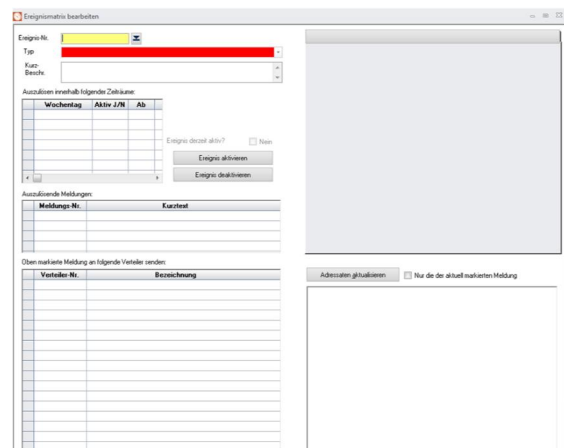 Ereignismatrix bearbeiten
Ereignis-Nr.
Typ
Kurz-
Beschr.
Auszulösen innerhalb folgender Zeiträume:
Wochentag Aktiv J/N Ab
Ereignis derzeit aktiv? Nein
Ereignis aktivieren
Ereignis deaktivieren
Auszulösende Meldungen:
Meldungs-Nr. Kurztext
Oben markierte Meldung an folgende Verteiler senden:
Verteiler-Nr. Bezeichnung
Adressaten aktualisieren Nur die der aktuell markierten Meldung